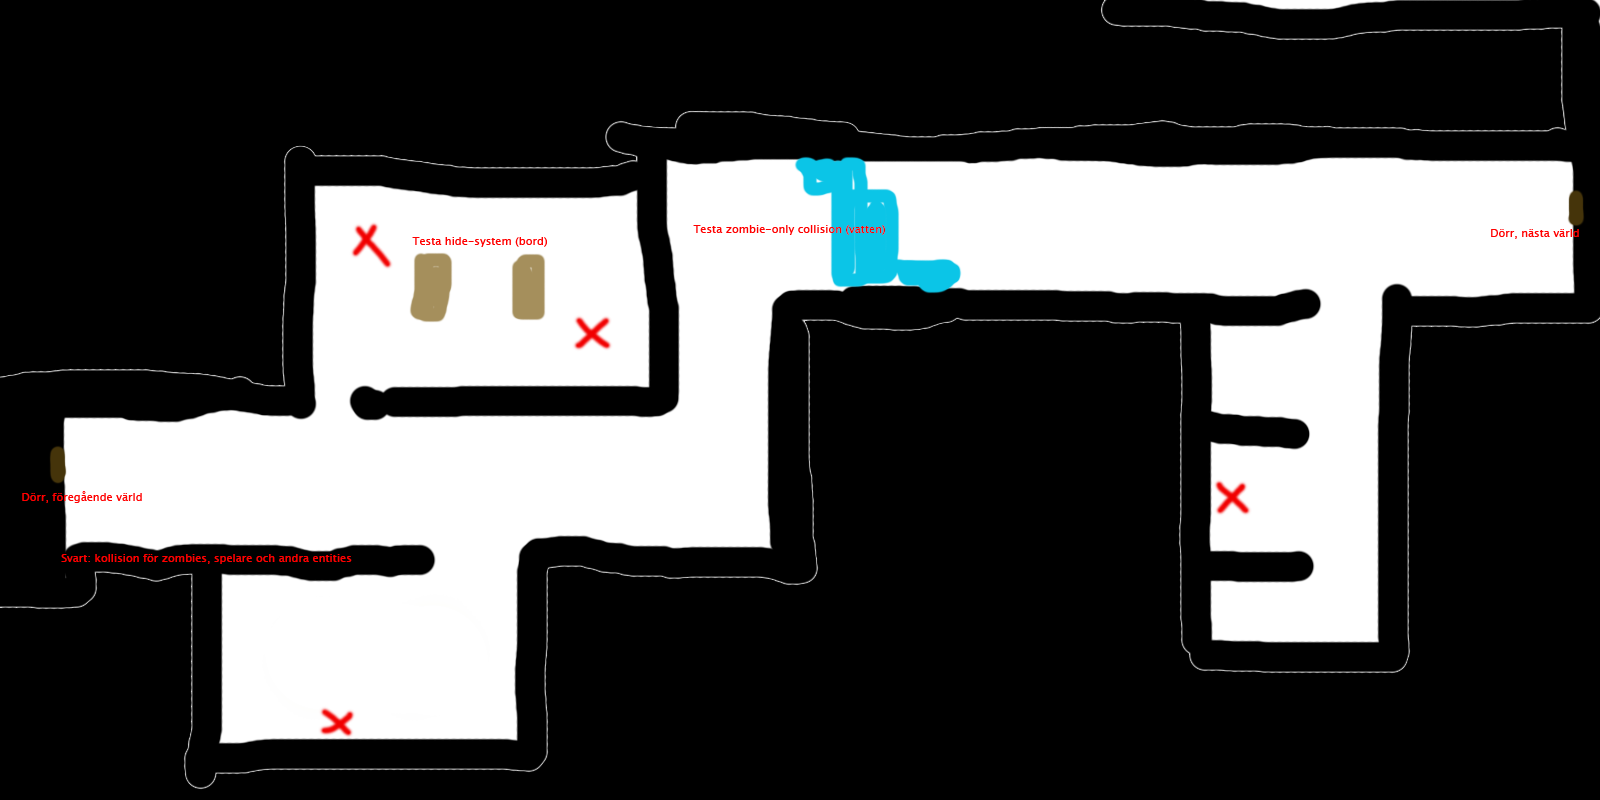 Testa hide-system (bord)
Testa zombie-only collision (vatten)
Dörr, nästa värld
Dörr, föregående värld
Svart: kollision för zombies, spelare och andra entities